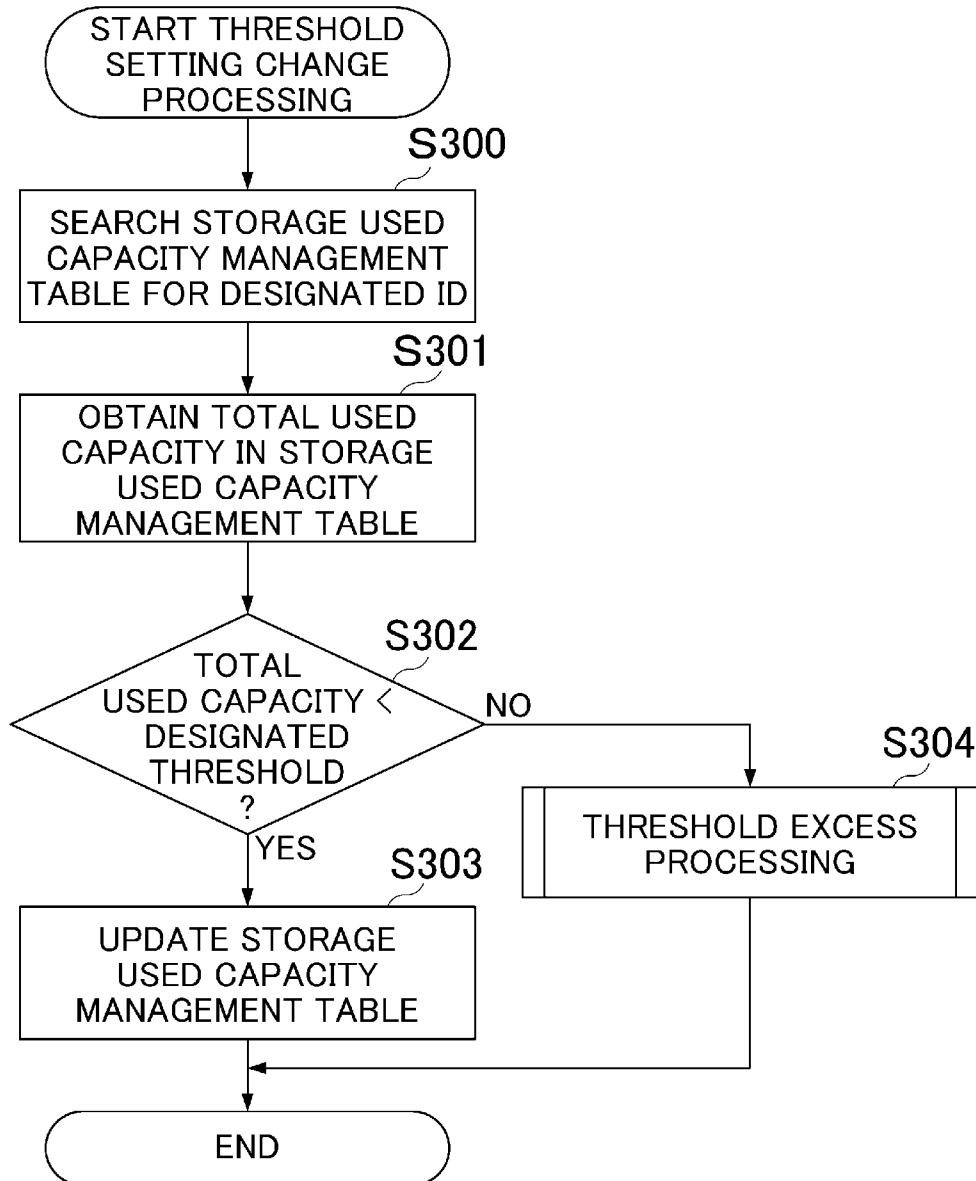 START THRESHOLD
SETTING CHANGE
PROCESSING
S300
SEARCH STORAGE USED
CAPACITY MANAGEMENT
TABLE FOR DESIGNATED ID
S301
OBTAIN TOTAL USED
CAPACITY IN STORAGE
USED CAPACITY
MANAGEMENT TABLE
S302
TOTAL
USED CAPACITY <
DESIGNATED
THRESHOLD
?
NO
YES
S304
THRESHOLD EXCESS
PROCESSING
S303
UPDATE STORAGE
USED CAPACITY
MANAGEMENT TABLE
END